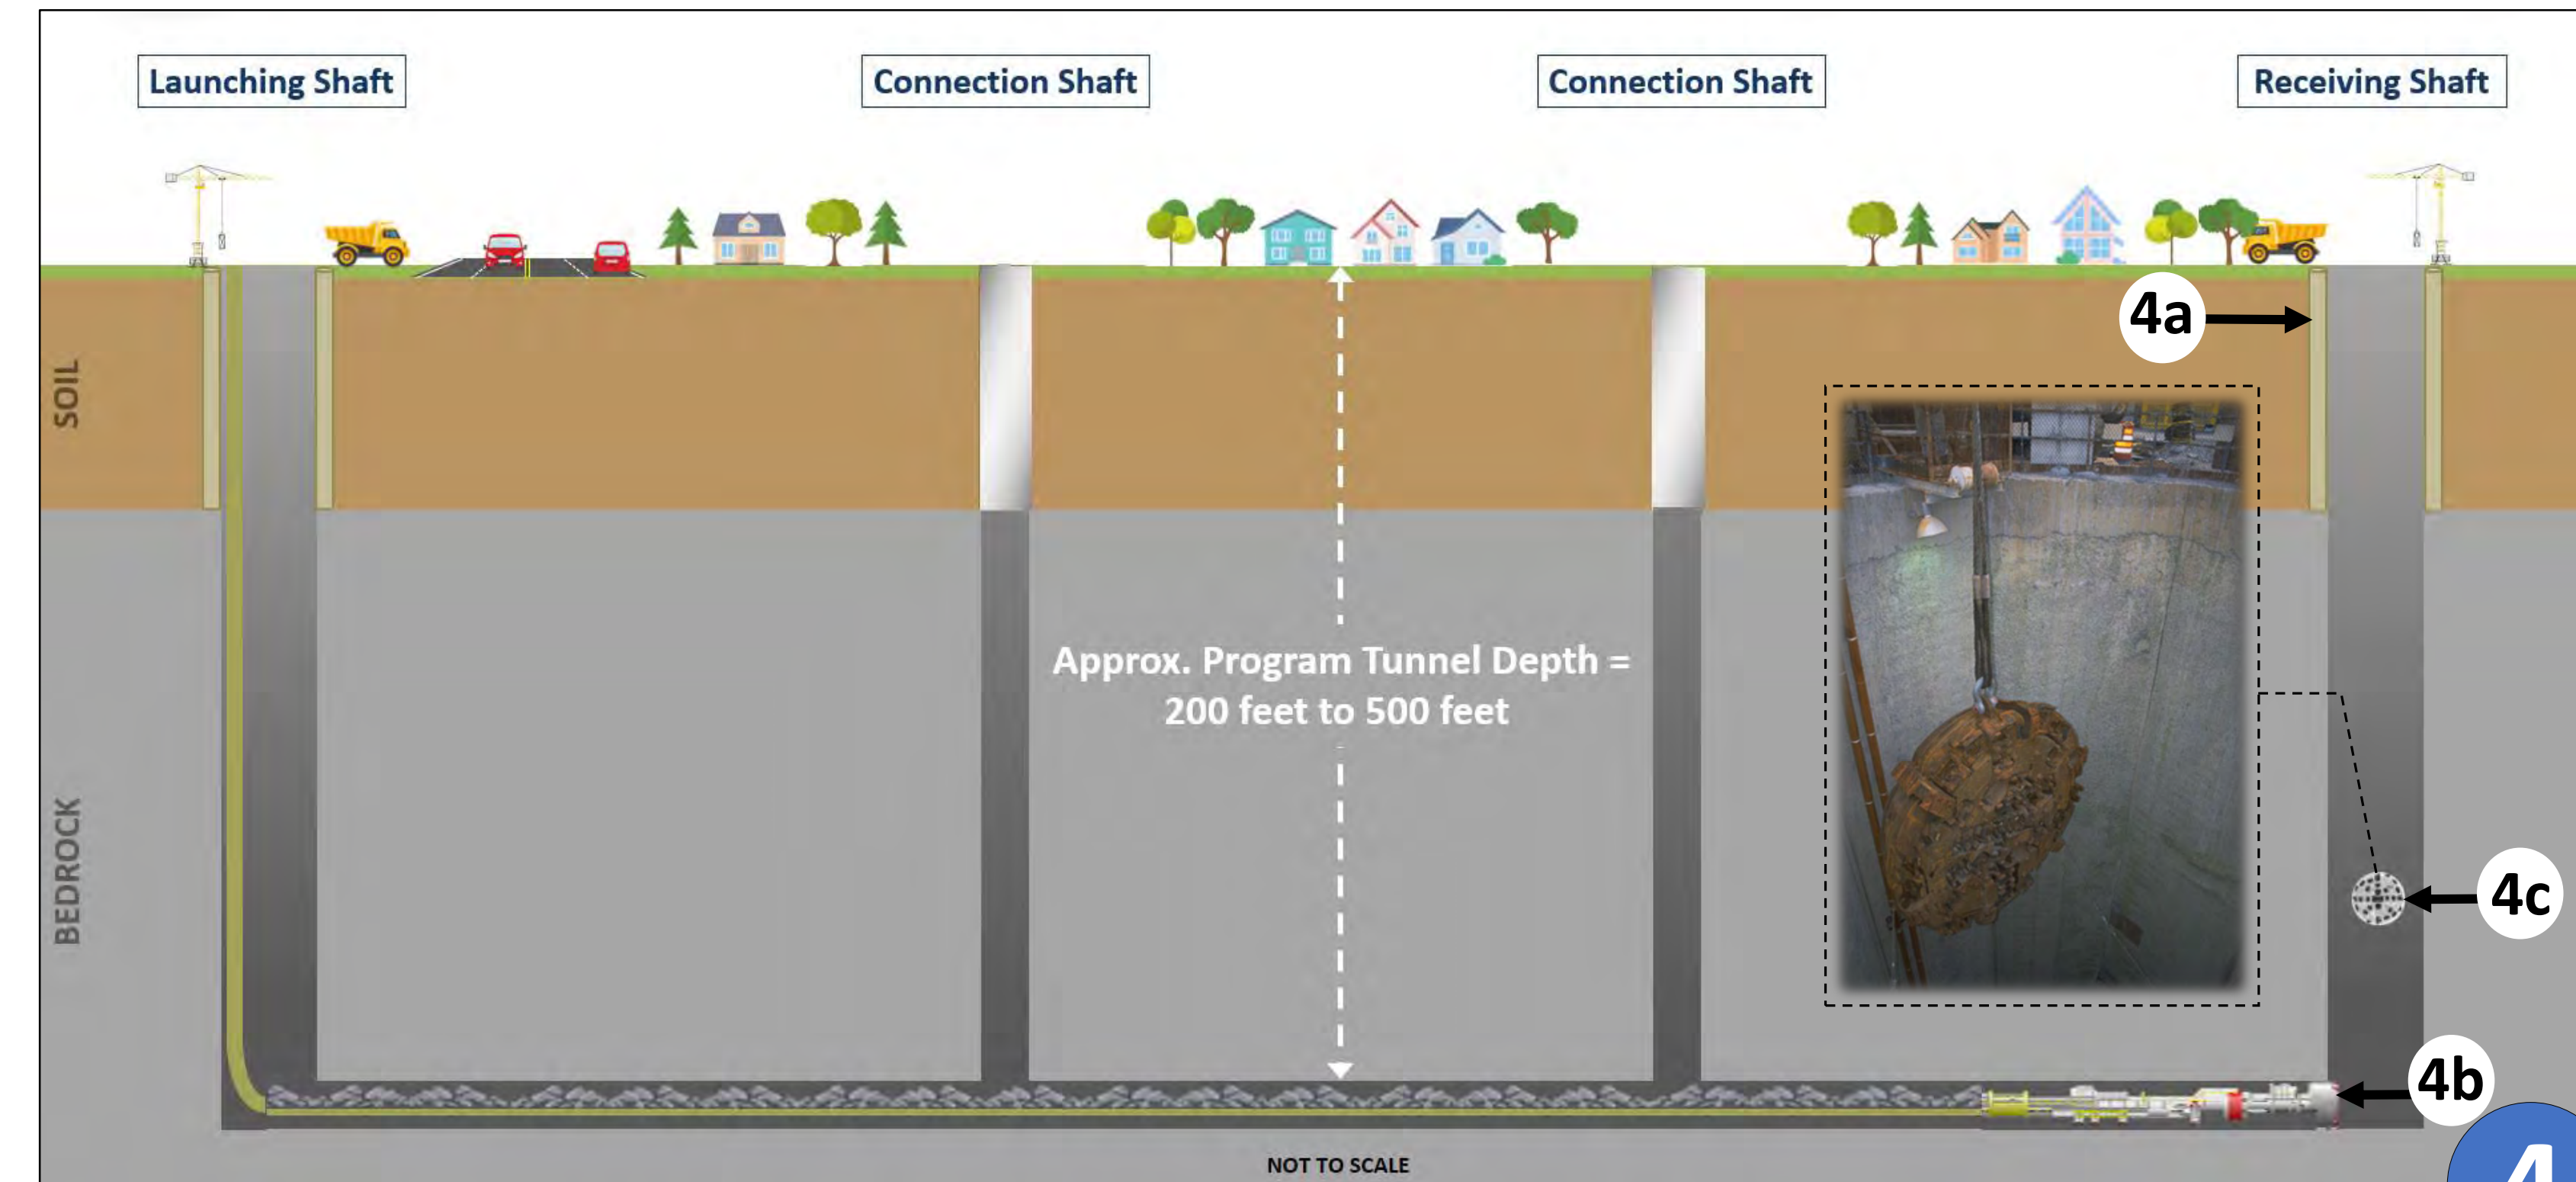 Launching Shaft
Connection Shaft
Connection Shaft
Receiving Shaft
4a
SOIL
Approx. Program Tunnel Depth =
200 feet to 500 feet
BEDROCK
4c
4b
4
NOT TO SCALE